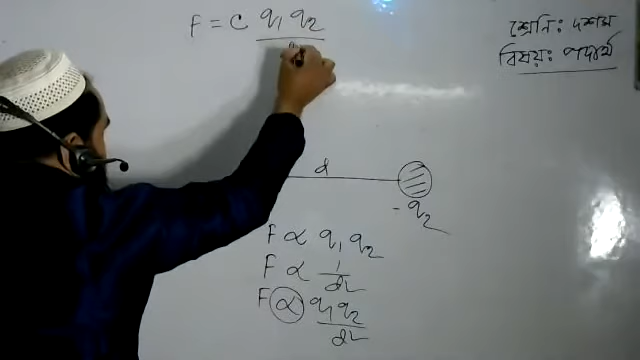 F = C q₁ q₂
শ্রেনি: দশম
বিষয়: পদার্থ
d
- q₂
F ∝ q₁ q₂
F ∝ 1/d²
F ∝ q₁q₂/d²